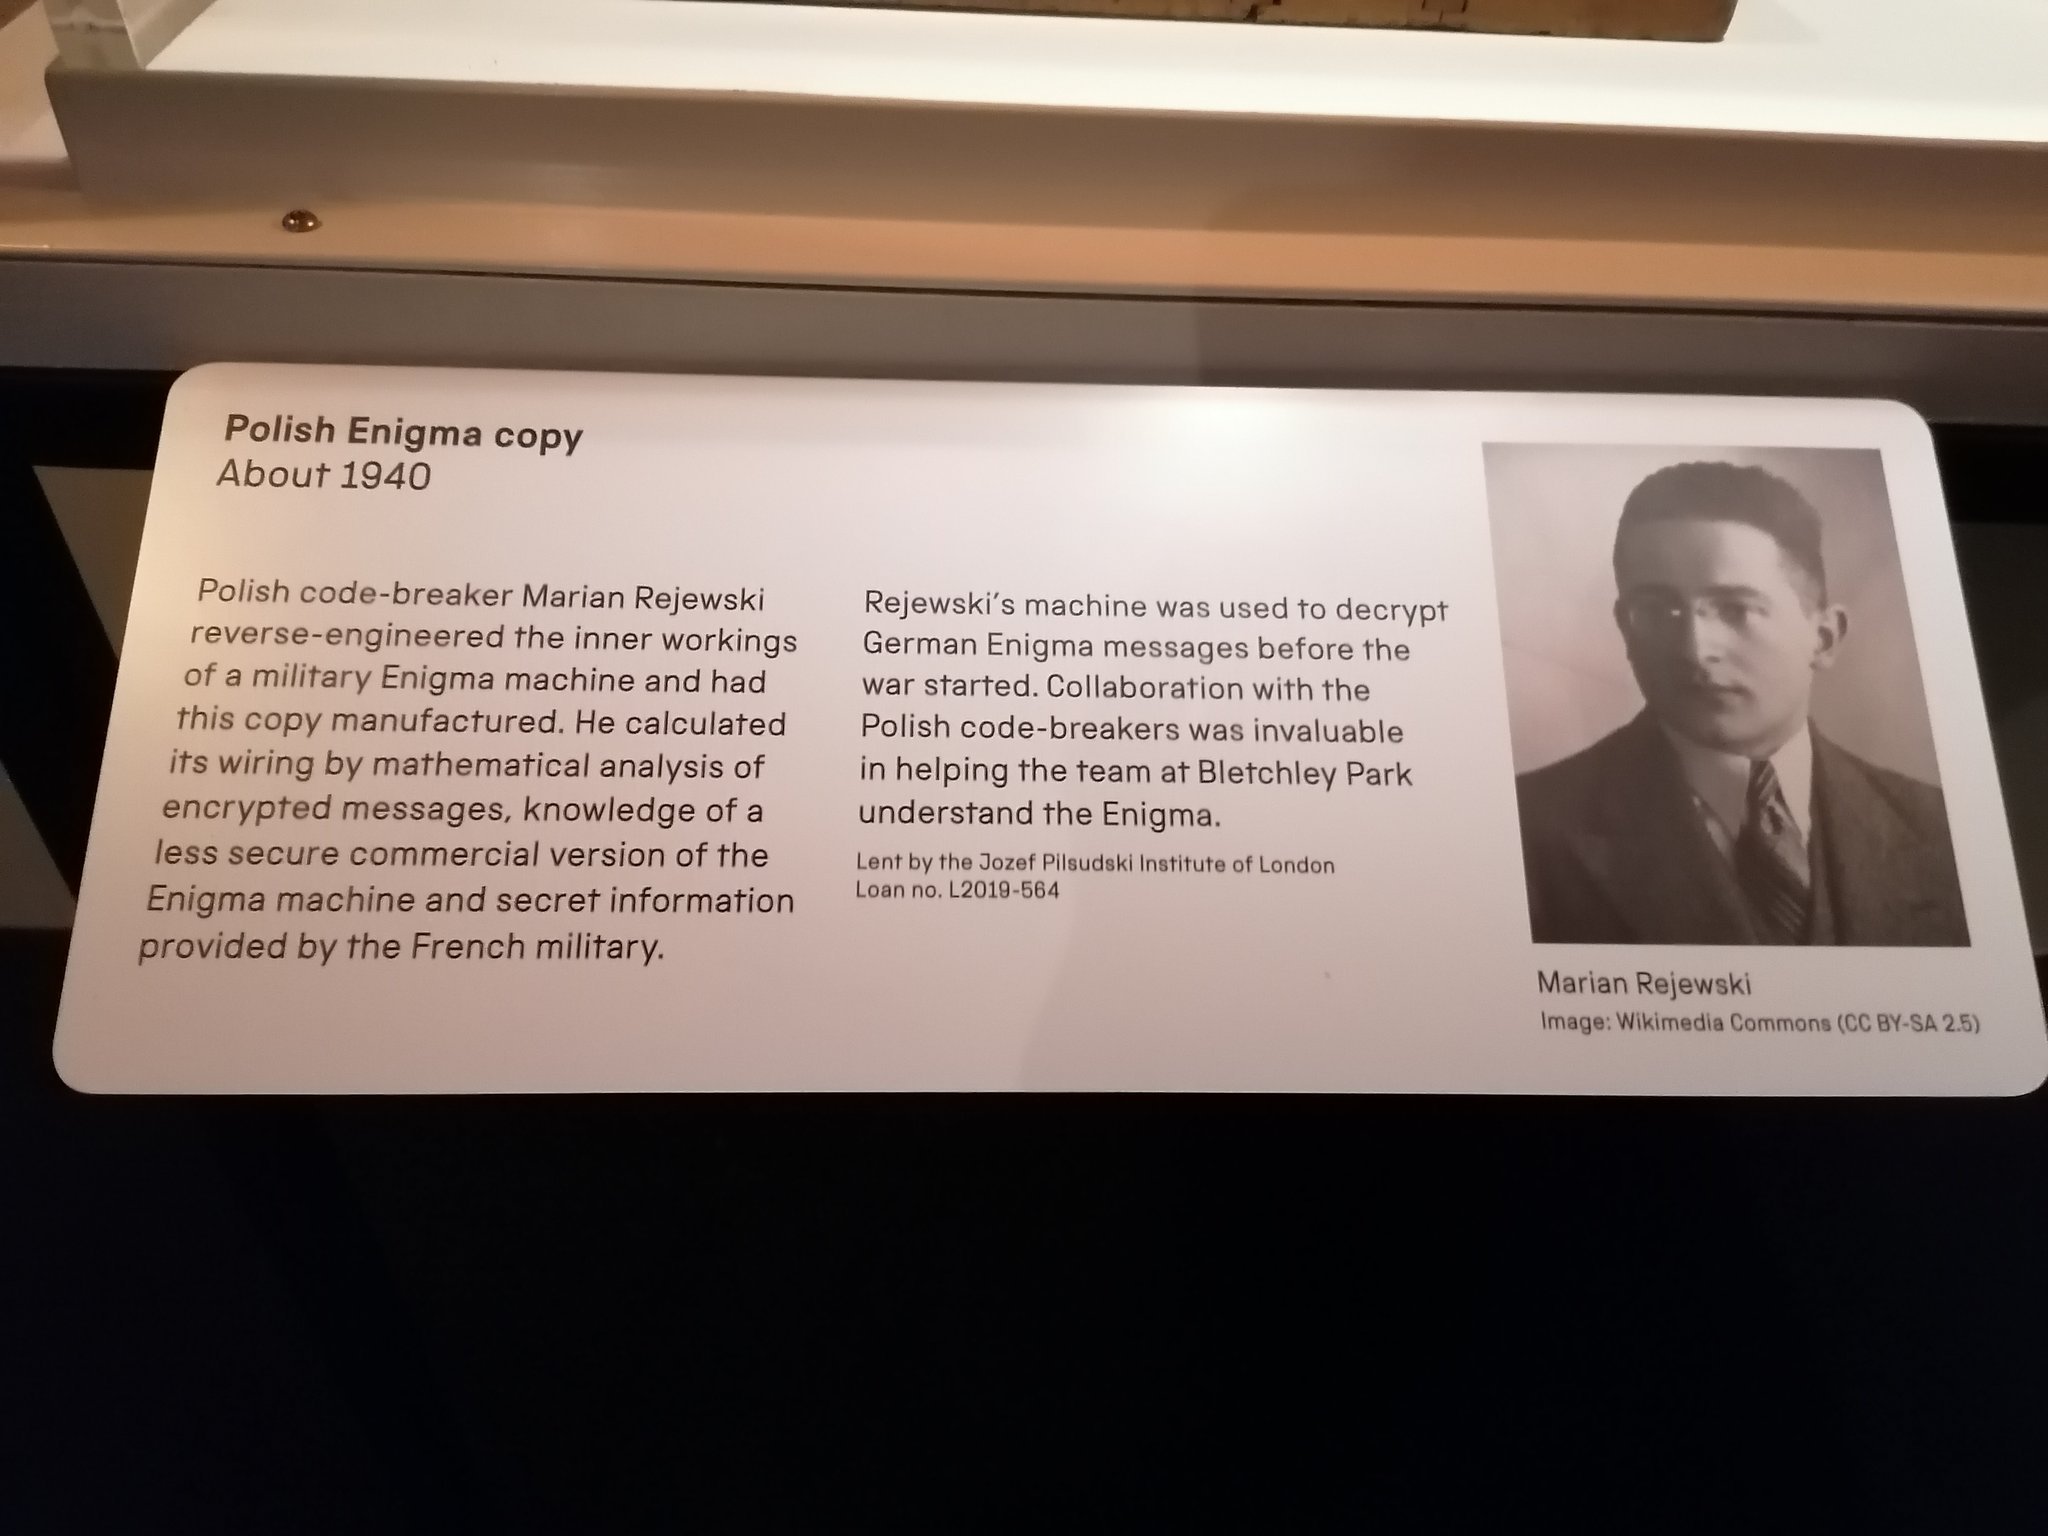 Polish Enigma copy
About 1940
Polish code-breaker Marian Rejewski
reverse-engineered the inner workings
of a military Enigma machine and had
this copy manufactured. He calculated
its wiring by mathematical analysis of
encrypted messages, knowledge of a
less secure commercial version of the
Enigma machine and secret information
provided by the French military.
Rejewski's machine was used to decrypt
German Enigma messages before the
war started. Collaboration with the
Polish code-breakers was invaluable
in helping the team at Bletchley Park
understand the Enigma.
Lent by the Jozef Pilsudski Institute of London
Loan no. L2019-564
Marian Rejewski
Image: Wikimedia Commons (CC BY-SA 2.5)